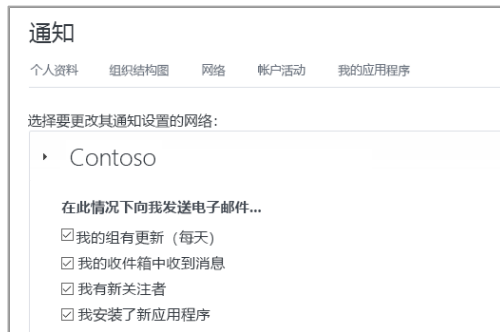 通知
个人资料 组织结构图 网络 帐户活动 我的应用程序
选择要更改其通知设置的网络：
Contoso
在此情况下向我发送电子邮件...
我的组有更新（每天）
我的收件箱中收到消息
我有新关注者
我安装了新应用程序